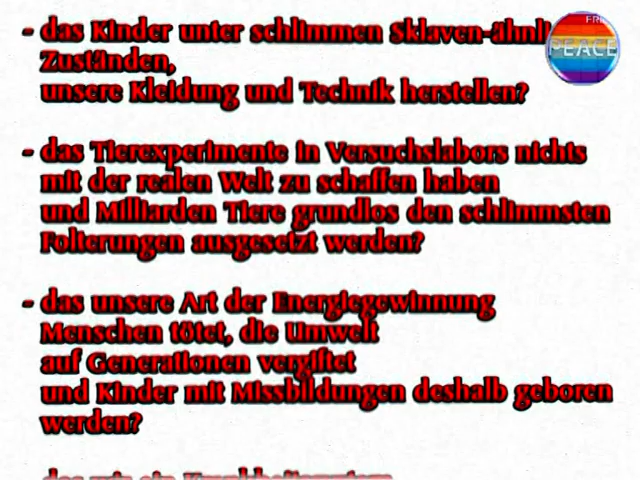 - das Kinder unter schlimmen Sklaven-ähnli
Zuständen,
unsere Kleidung und Technik herstellen?
- das Tierexperimente in Versuchslabors nichts
mit der realen Welt zu schaffen haben
und Milliarden Tiere grundlos den schlimmsten
Folterungen ausgesetzt werden?
- das unsere Art der Energiegewinnung
Menschen tötet, die Umwelt
auf Generationen vergiftet
und Kinder mit Missbildungen deshalb geboren
werden?
FRE
PEACE